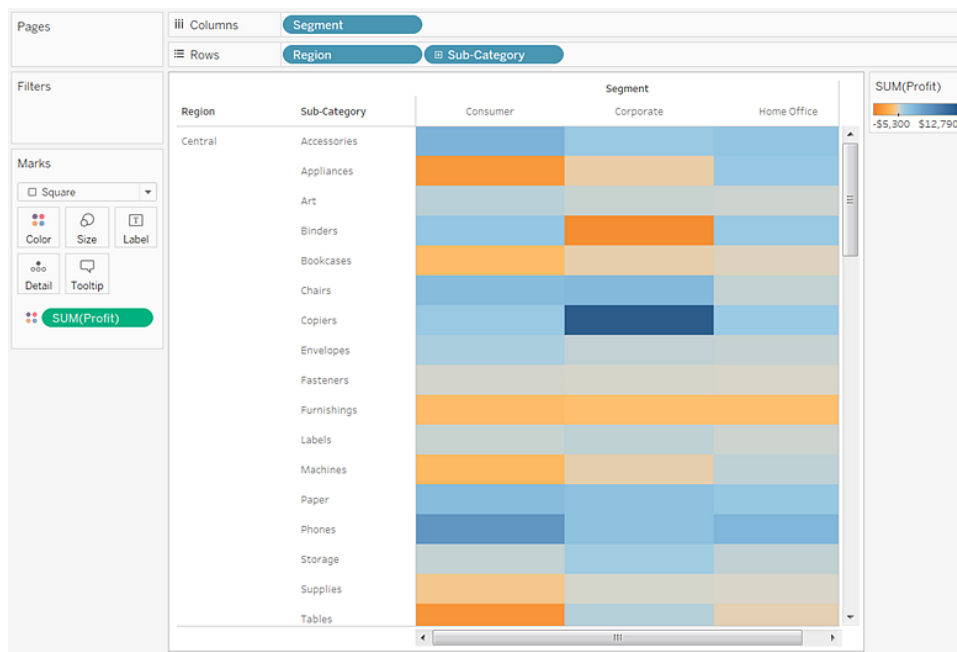 Pages
Columns Segment
Rows Region Sub-Category
Filters
Marks
Square
Color Size Label
Detail Tooltip
SUM(Profit)
Segment
Region Sub-Category Consumer Corporate Home Office
Central Accessories
Appliances
Art
Binders
Bookcases
Chairs
Copiers
Envelopes
Fasteners
Furnishings
Labels
Machines
Paper
Phones
Storage
Supplies
Tables
SUM(Profit)
-$5,300 $12,790